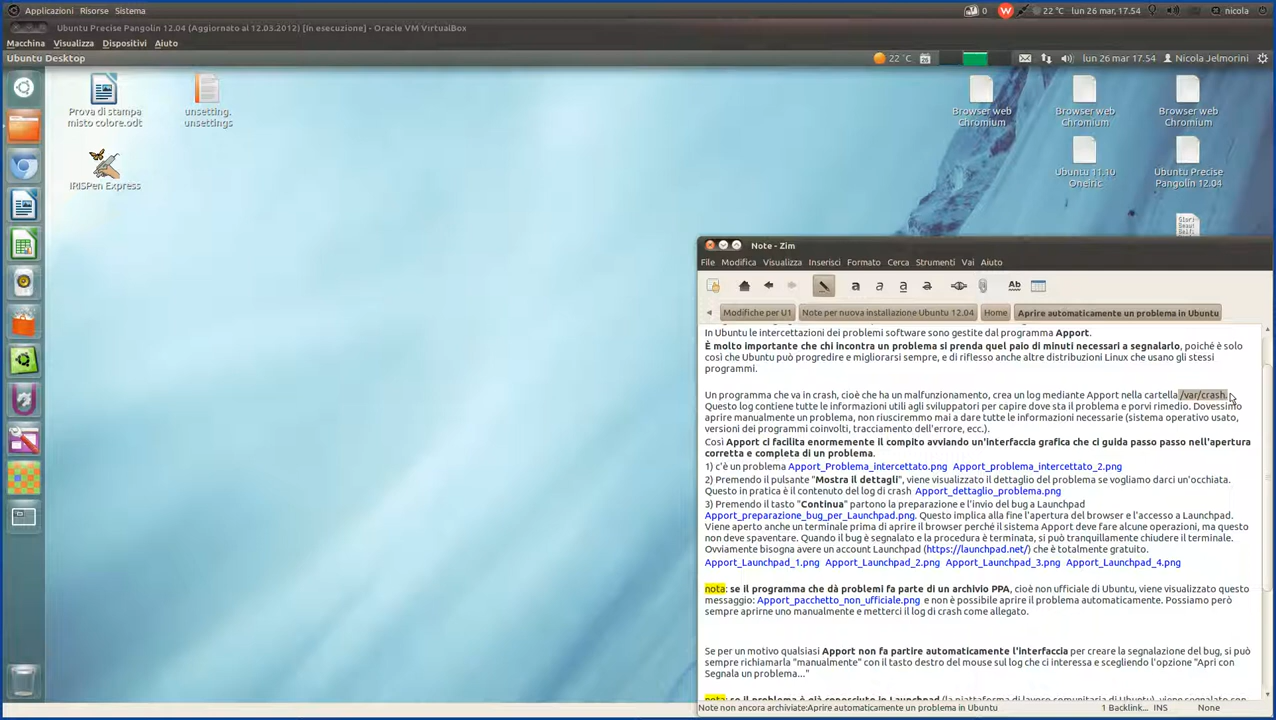 Applicazioni Risorse Sistema
0 22 °C lun 26 mar, 17.54 nicola
Ubuntu Precise Pangolin 12.04 (Aggiornato al 12.03.2012) [In esecuzione] - Oracle VM VirtualBox
Macchina Visualizza Dispositivi Aiuto
Ubuntu Desktop
22 °C lun 26 mar 17.54 Nicola Jelmorini
Prova di stampa
misto colore.odt
unsetting.
unsettings
Browser web
Chromium
Browser web
Chromium
Browser web
Chromium
IRISPen Express
Ubuntu 11.10
Oneiric
Ubuntu Precise
Pangolin 12.04
Note - Zim
File Modifica Visualizza Inserisci Formato Cerca Strumenti Vai Aiuto
Modifiche per U1 Note per nuova installazione Ubuntu 12.04 Home Aprire automaticamente un problema in Ubuntu
In Ubuntu le intercettazioni dei problemi software sono gestite dal programma Apport.
È molto importante che chi incontra un problema si prenda quel paio di minuti necessari a segnalarlo, poiché è solo
così che Ubuntu può progredire e migliorarsi sempre, e di riflesso anche altre distribuzioni Linux che usano gli stessi
programmi.
Un programma che va in crash, cioè che ha un malfunzionamento, crea un log mediante Apport nella cartella /var/crash.
Questo log contiene tutte le informazioni utili agli sviluppatori per capire dove sta il problema e porvi rimedio. Dovessimo
aprire manualmente un problema, non riusciremmo mai a dare tutte le informazioni necessarie (sistema operativo usato,
versioni dei programmi coinvolti, tracciamento dell'errore, ecc.).
Così Apport ci facilita enormemente il compito avviando un'interfaccia grafica che ci guida passo passo nell'apertura
corretta e completa di un problema.
1) c'è un problema Apport_Problema_intercettato.png Apport_problema_intercettato_2.png
2) Premendo il pulsante "Mostra il dettagli", viene visualizzato il dettaglio del problema se vogliamo darci un'occhiata.
Questo in pratica è il contenuto del log di crash Apport_dettaglio_problema.png
3) Premendo il tasto "Continua" partono la preparazione e l'invio del bug a Launchpad
Apport_preparazione_bug_per_Launchpad.png. Questo implica alla fine l'apertura del browser e l'accesso a Launchpad.
Viene aperto anche un terminale prima di aprire il browser perché il sistema Apport deve fare alcune operazioni, ma questo
non deve spaventare. Quando il bug è segnalato e la procedura è terminata, si può tranquillamente chiudere il terminale.
Ovviamente bisogna avere un account Launchpad (https://launchpad.net/) che è totalmente gratuito.
Apport_Launchpad_1.png Apport_Launchpad_2.png Apport_Launchpad_3.png Apport_Launchpad_4.png
nota: se il programma che dà problemi fa parte di un archivio PPA, cioè non ufficiale di Ubuntu, viene visualizzato questo
messaggio: Apport_pacchetto_non_ufficiale.png e non è possibile aprire il problema automaticamente. Possiamo però
sempre aprirne uno manualmente e metterci il log di crash come allegato.
Se per un motivo qualsiasi Apport non fa partire automaticamente l'interfaccia per creare la segnalazione del bug, si può
sempre richiamarla "manualmente" con il tasto destro del mouse sul log che ci interessa e scegliendo l'opzione "Apri con
Segnala un problema..."
nota: se il problema è già conosciuto in Launchpad (la piattaforma di lavoro comunitaria di Ubuntu), viene segnalato con
Note non ancora archiviate:Aprire automaticamente un problema in Ubuntu 1 Backlink... INS None